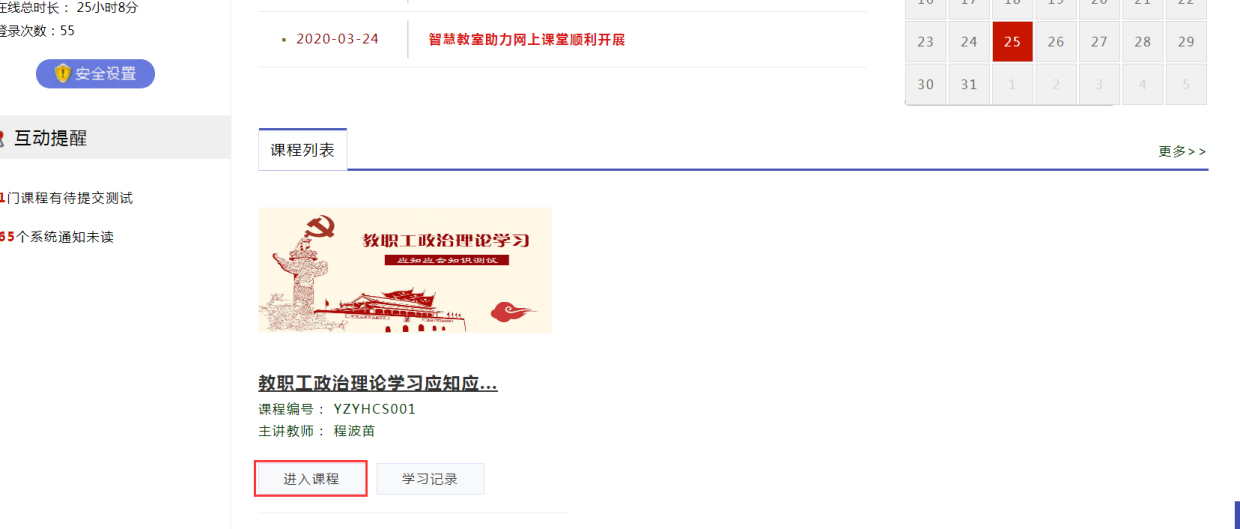 在线总时长： 25小时8分
登录次数：55
安全设置
互动提醒
1门课程有待提交测试
65个系统通知未读
2020-03-24 智慧教室助力网上课堂顺利开展
16 17 18 19 20 21 22
23 24 25 26 27 28 29
30 31 1 2 3 4 5
课程列表
更多>>
教职工政治理论学习
应知应会知识测试
教职工政治理论学习应知应...
课程编号： YZYHCS001
主讲教师： 程波苗
进入课程 学习记录